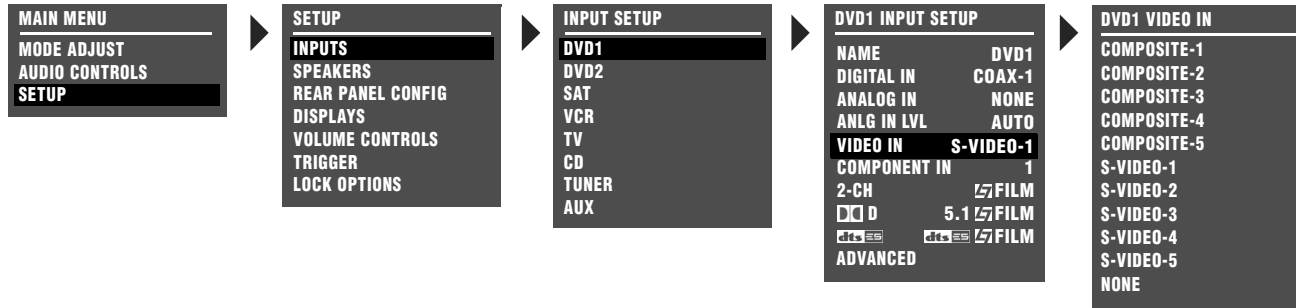 MAIN MENU
MODE ADJUST
AUDIO CONTROLS
SETUP
SETUP
INPUTS
SPEAKERS
REAR PANEL CONFIG
DISPLAYS
VOLUME CONTROLS
TRIGGER
LOCK OPTIONS
INPUT SETUP
DVD1
DVD2
SAT
VCR
TV
CD
TUNER
AUX
DVD1 INPUT SETUP
NAME DVD1
DIGITAL IN COAX-1
ANALOG IN NONE
ANLG IN LVL AUTO
VIDEO IN S-VIDEO-1
COMPONENT IN 1
2-CH FILM
D 5.1 FILM
dts ES dts ES FILM
ADVANCED
DVD1 VIDEO IN
COMPOSITE-1
COMPOSITE-2
COMPOSITE-3
COMPOSITE-4
COMPOSITE-5
S-VIDEO-1
S-VIDEO-2
S-VIDEO-3
S-VIDEO-4
S-VIDEO-5
NONE